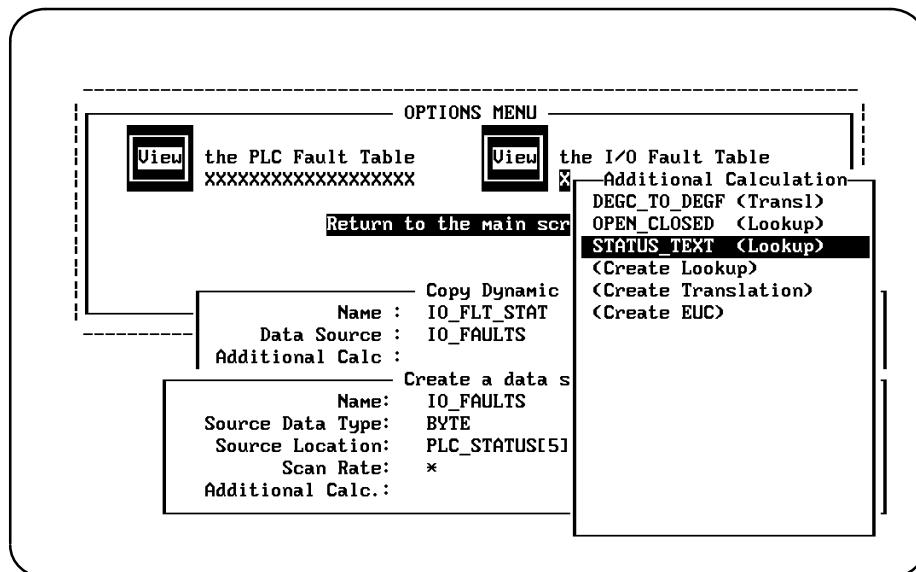 OPTIONS MENU
View the PLC Fault Table View the I/O Fault Table
XXXXXXXXXXXXXXXXXXX X
Return to the main scr
Additional Calculation
DEGC_TO_DEGF (Transl)
OPEN_CLOSED (Lookup)
STATUS_TEXT (Lookup)
(Create Lookup)
(Create Translation)
(Create EUC)
Copy Dynamic
Name : IO_FLT_STAT
Data Source : IO_FAULTS
Additional Calc :
Create a data s
Name: IO_FAULTS
Source Data Type: BYTE
Source Location: PLC_STATUS[5]
Scan Rate: *
Additional Calc.: